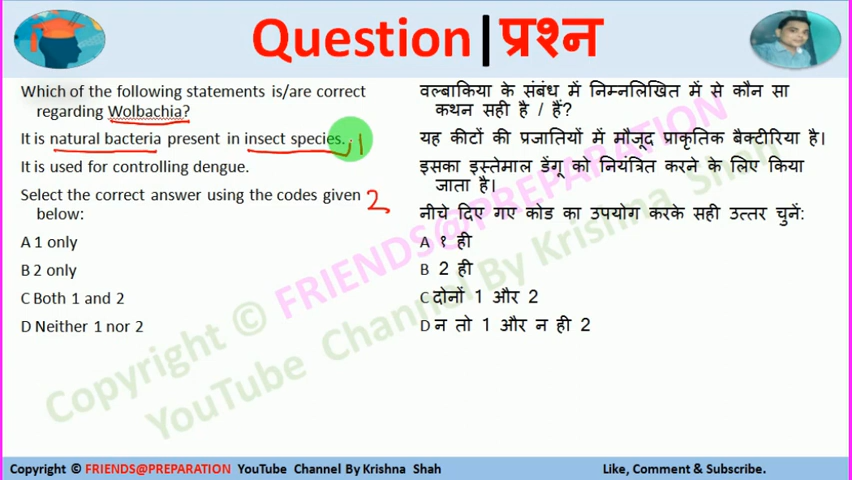 Question|प्रश्न
Which of the following statements is/are correct
regarding Wolbachia?
It is natural bacteria present in insect species. 1
It is used for controlling dengue.
Select the correct answer using the codes given 2
below:
A 1 only
B 2 only
C Both 1 and 2
D Neither 1 nor 2
वल्बाकिया के संबंध में निम्नलिखित में से कौन सा
कथन सही है / हैं?
यह कीटों की प्रजातियों में मौजूद प्राकृतिक बैक्टीरिया है।
इसका इस्तेमाल डेंगू को नियंत्रित करने के लिए किया
जाता है।
नीचे दिए गए कोड का उपयोग करके सही उत्तर चुनें:
A १ ही
B 2 ही
C दोनों 1 और 2
D न तो 1 और न ही 2
Copyright © FRIENDS@PREPARATION
YouTube Channel By Krishna Shah
Copyright © FRIENDS@PREPARATION YouTube Channel By Krishna Shah
Like, Comment & Subscribe.